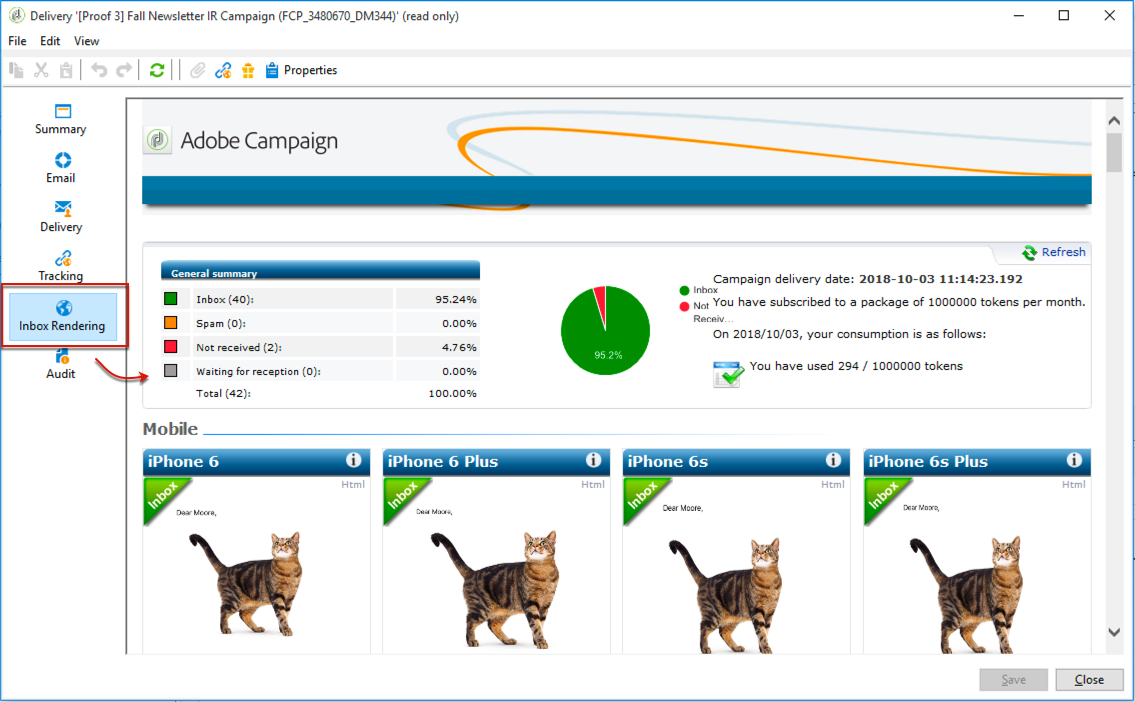 Delivery '[Proof 3] Fall Newsletter IR Campaign (FCP_3480670_DM344)' (read only)
File Edit View
Properties
Summary
Email
Delivery
Tracking
Inbox Rendering
Audit
Adobe Campaign
Refresh
General summary
Inbox (40): 95.24%
Spam (0): 0.00%
Not received (2): 4.76%
Waiting for reception (0): 0.00%
Total (42): 100.00%
95.2%
Inbox
Not
Receiv...
Campaign delivery date: 2018-10-03 11:14:23.192
You have subscribed to a package of 1000000 tokens per month.
On 2018/10/03, your consumption is as follows:
You have used 294 / 1000000 tokens
Mobile
iPhone 6
Inbox
Html
Dear Moore,
iPhone 6 Plus
Inbox
Html
Dear Moore,
iPhone 6s
Inbox
Html
Dear Moore,
iPhone 6s Plus
Inbox
Html
Dear Moore,
Save Close